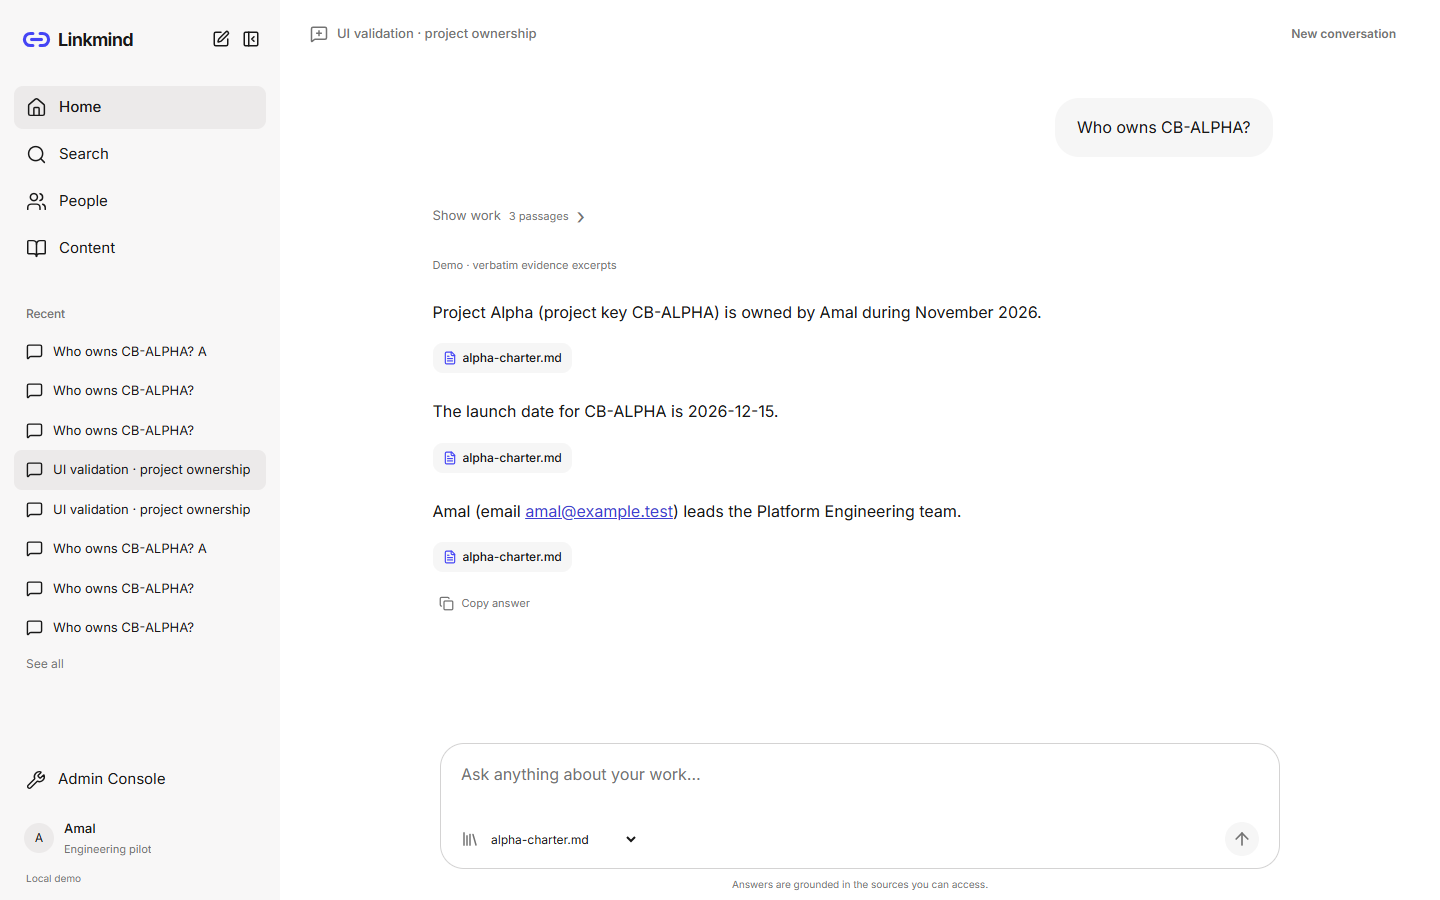 Linkmind
Home
Search
People
Content
Recent
Who owns CB-ALPHA? A
Who owns CB-ALPHA?
Who owns CB-ALPHA?
UI validation · project ownership
UI validation · project ownership
Who owns CB-ALPHA? A
Who owns CB-ALPHA?
Who owns CB-ALPHA?
See all
Admin Console
A
Amal
Engineering pilot
Local demo
UI validation · project ownership
New conversation
Who owns CB-ALPHA?
Show work 3 passages
Demo · verbatim evidence excerpts
Project Alpha (project key CB-ALPHA) is owned by Amal during November 2026.
alpha-charter.md
The launch date for CB-ALPHA is 2026-12-15.
alpha-charter.md
Amal (email amal@example.test) leads the Platform Engineering team.
alpha-charter.md
Copy answer
Ask anything about your work...
alpha-charter.md
Answers are grounded in the sources you can access.